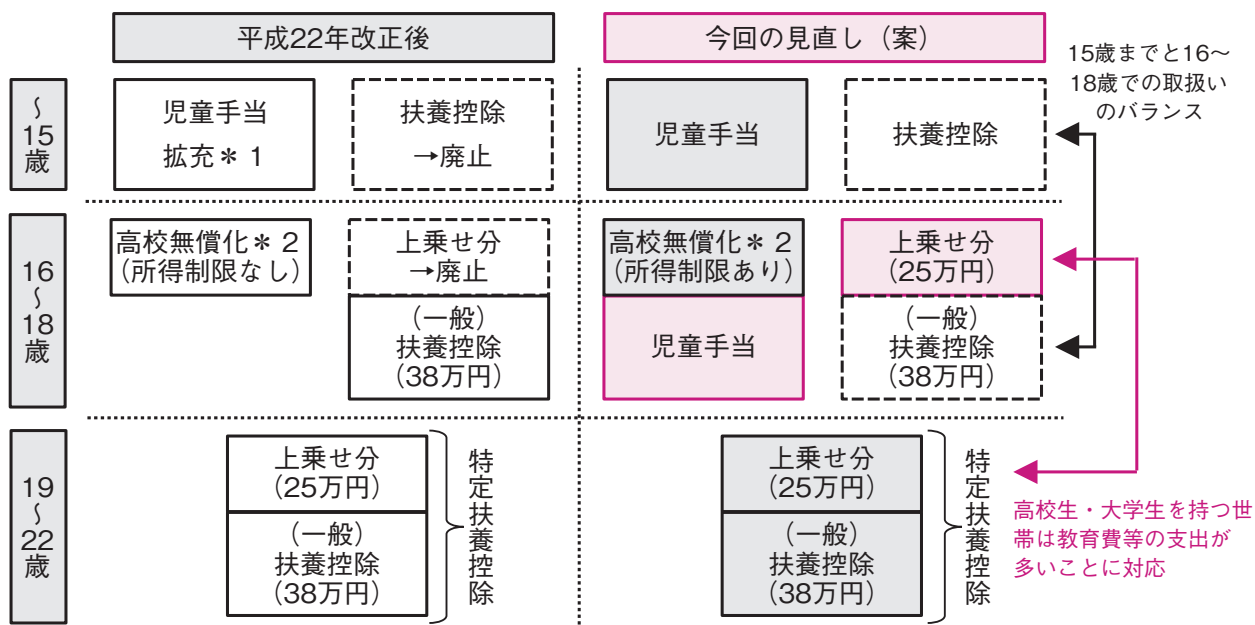 平成22年改正後
今回の見直し（案）
15歳までと16～
18歳での取扱い
のバランス
～15歳
児童手当
拡充＊1
扶養控除
→廃止
児童手当
扶養控除
16～18歳
高校無償化＊2
（所得制限なし）
上乗せ分
→廃止
（一般）
扶養控除
（38万円）
高校無償化＊2
（所得制限あり）
児童手当
上乗せ分
（25万円）
（一般）
扶養控除
（38万円）
19～22歳
上乗せ分
（25万円）
（一般）
扶養控除
（38万円）
特定扶養控除
上乗せ分
（25万円）
（一般）
扶養控除
（38万円）
特定扶養控除
高校生・大学生を持つ世
帯は教育費等の支出が
多いことに対応